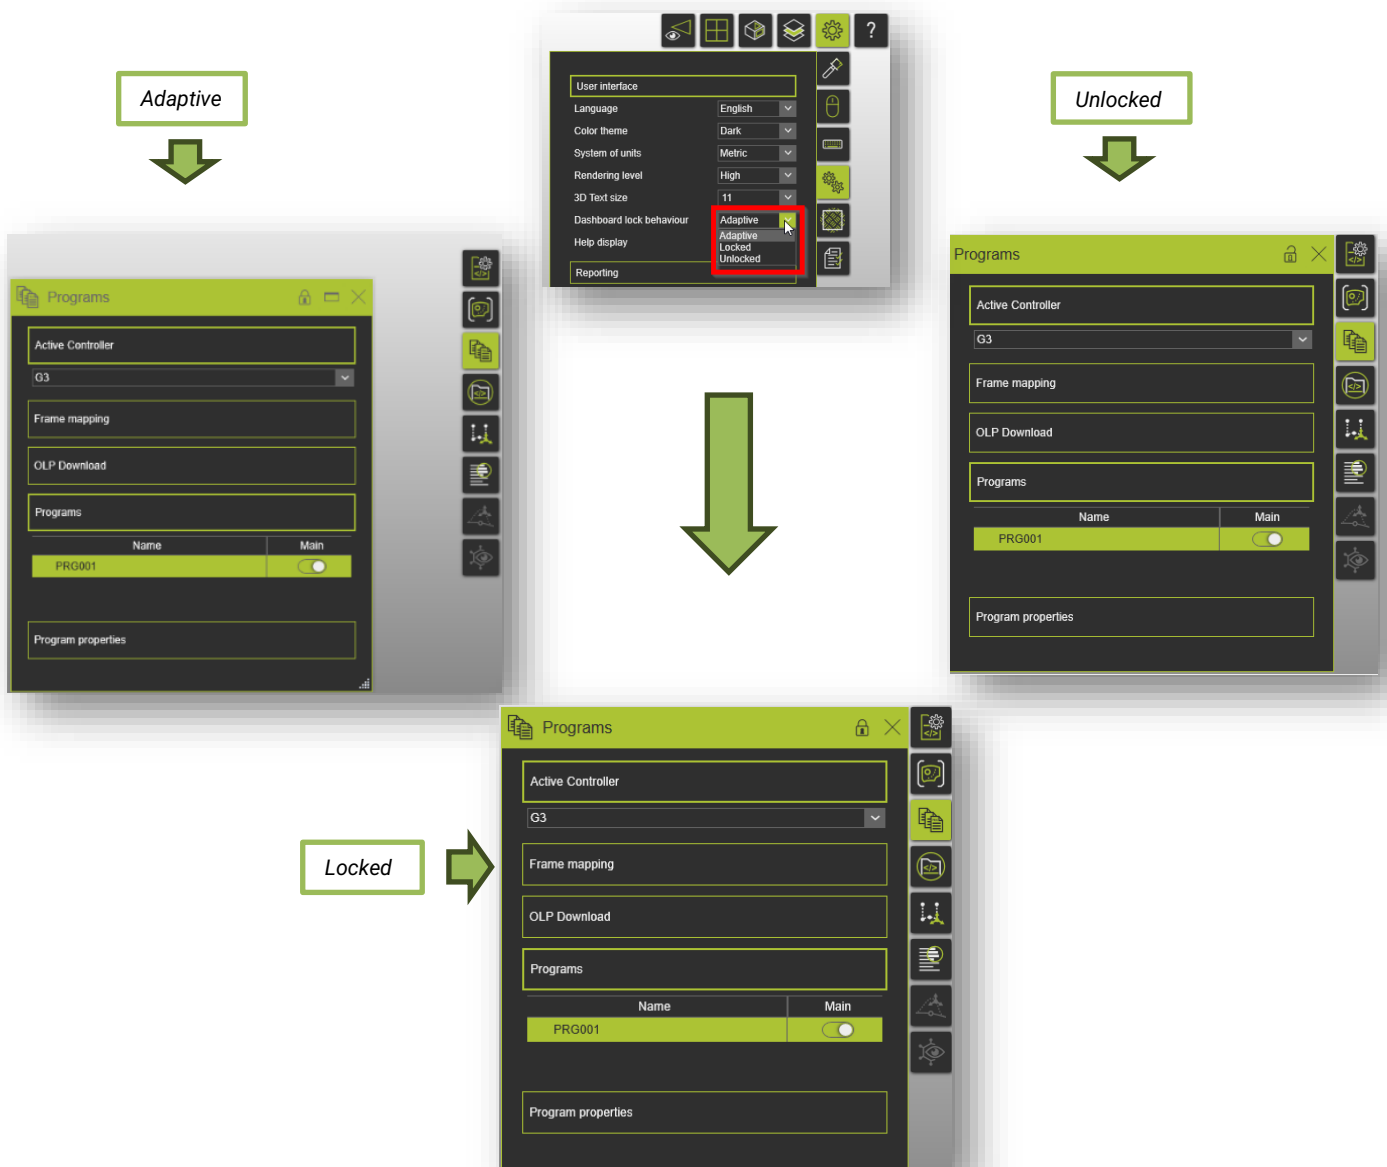 ?
Adaptive
User interface
Language English
Color theme Dark
System of units Metric
Rendering level High
3D Text size 11
Dashboard lock behaviour Adaptive
Adaptive
Locked
Unlocked
Help display
Reporting
Unlocked
Programs
Active Controller
G3
Frame mapping
OLP Download
Programs
Name Main
PRG001
Program properties
Programs
Active Controller
G3
Frame mapping
OLP Download
Programs
Name Main
PRG001
Program properties
Locked
Programs
Active Controller
G3
Frame mapping
OLP Download
Programs
Name Main
PRG001
Program properties